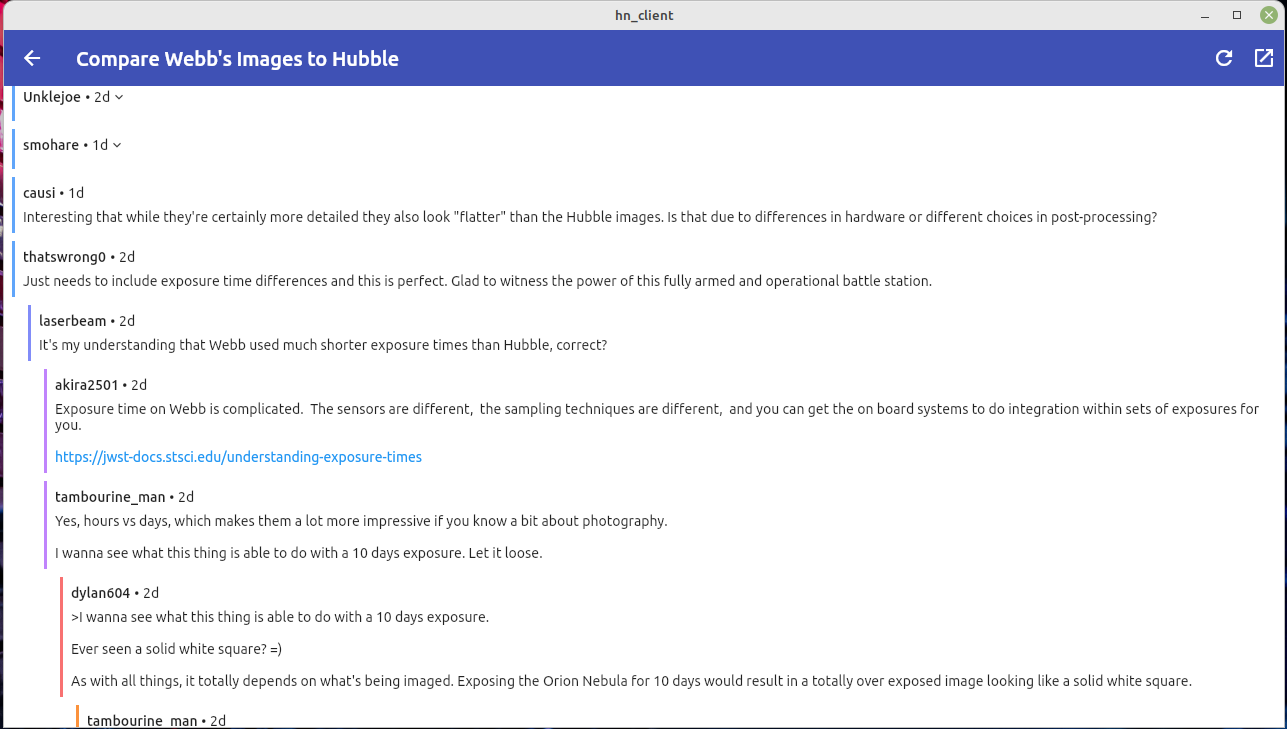 hn_client
Compare Webb's Images to Hubble
Unklejoe • 2d
smohare • 1d
causi • 1d
Interesting that while they're certainly more detailed they also look "flatter" than the Hubble images. Is that due to differences in hardware or different choices in post-processing?
thatswrong0 • 2d
Just needs to include exposure time differences and this is perfect. Glad to witness the power of this fully armed and operational battle station.
laserbeam • 2d
It's my understanding that Webb used much shorter exposure times than Hubble, correct?
akira2501 • 2d
Exposure time on Webb is complicated.  The sensors are different,  the sampling techniques are different,  and you can get the on board systems to do integration within sets of exposures for
you.
https://jwst-docs.stsci.edu/understanding-exposure-times
tambourine_man • 2d
Yes, hours vs days, which makes them a lot more impressive if you know a bit about photography.
I wanna see what this thing is able to do with a 10 days exposure. Let it loose.
dylan604 • 2d
>I wanna see what this thing is able to do with a 10 days exposure.
Ever seen a solid white square? =)
As with all things, it totally depends on what's being imaged. Exposing the Orion Nebula for 10 days would result in a totally over exposed image looking like a solid white square.
tambourine_man • 2d